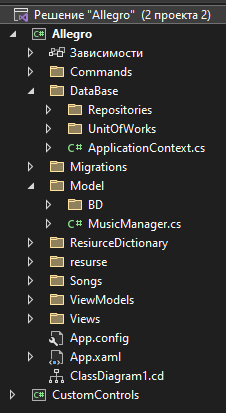 Решение "Allegro" (2 проекта 2)
Allegro
Зависимости
Commands
DataBase
Repositories
UnitOfWorks
ApplicationContext.cs
Migrations
Model
BD
MusicManager.cs
ResiurceDictionary
resurse
Songs
ViewModels
Views
App.config
App.xaml
ClassDiagram1.cd
CustomControls